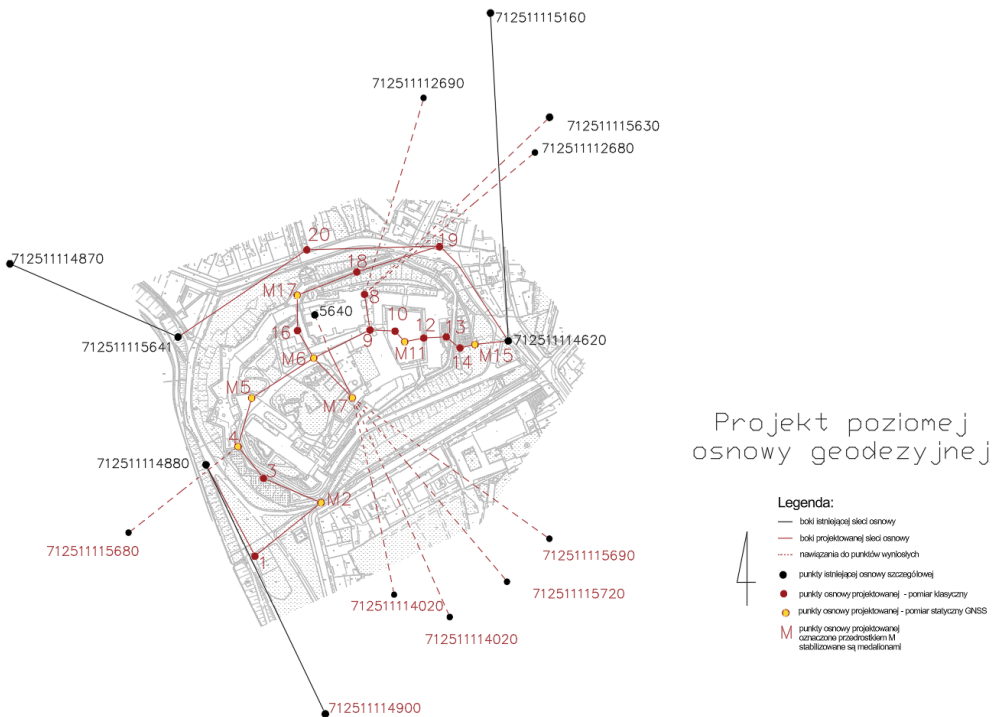 712511115160
712511112690
712511115630
712511112680
20
19
712511114870
18
M17
8
5640
16
10
12
13
712511115641
9
M11
14
M15
712511114620
M6
M5
M7
4
712511114880
3
M2
1
712511115680
712511115690
712511115720
712511114020
712511114020
712511114900
Projekt poziomej
osnowy geodezyjnej
Legenda:
boki istniejącej sieci osnowy
boki projektowanej sieci osnowy
nawiązania do punktów wyniosłych
punkty istniejącej osnowy szczegółowej
punkty osnowy projektowanej - pomiar klasyczny
punkty osnowy projektowanej - pomiar statyczny GNSS
M punkty osnowy projektowanej
oznaczone przedrostkiem M
stabilizowane są medalionami